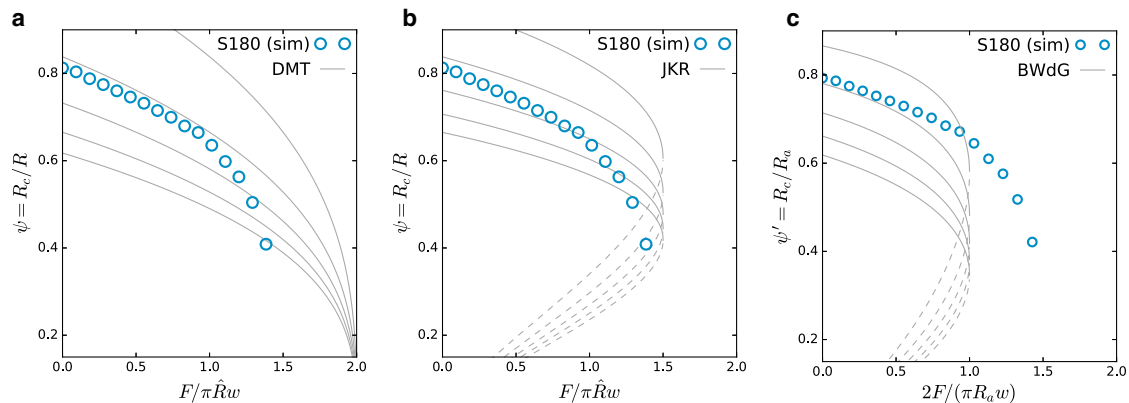 a
S180 (sim)
DMT
0.8
0.6
0.4
0.2
0.0 0.5 1.0 1.5 2.0
ψ = R_c/R
F/πR̂w
b
S180 (sim)
JKR
0.8
0.6
0.4
0.2
0.0 0.5 1.0 1.5 2.0
ψ = R_c/R
F/πR̂w
c
S180 (sim)
BWdG
0.8
0.6
0.4
0.2
0.0 0.5 1.0 1.5 2.0
ψ′ = R_c/R_a
2F/(πR_aw)